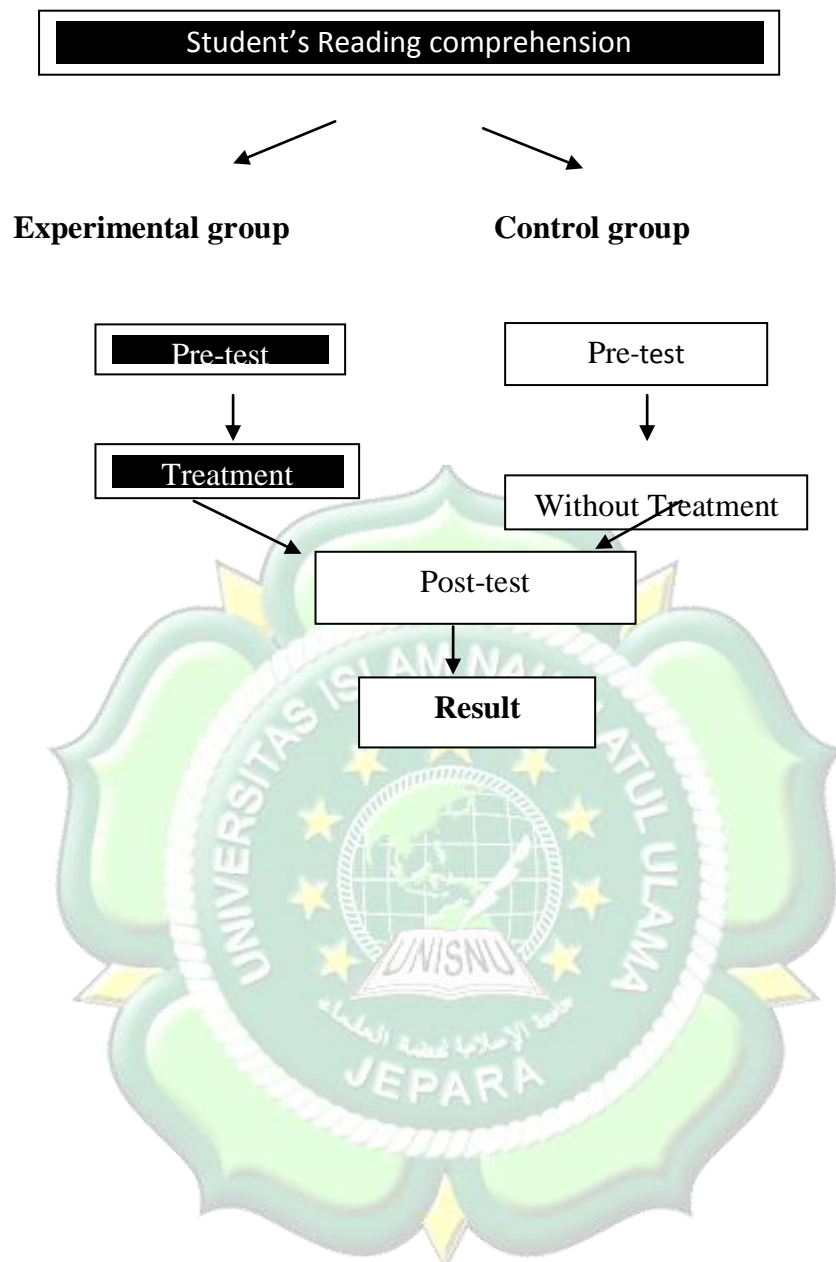 Student's Reading comprehension
Experimental group
Control group
Pre-test
Pre-test
Treatment
Without Treatment
Post-test
Result
UNIVERSITAS ISLAM ATUL ULAMA
UNISNU
JEPARA